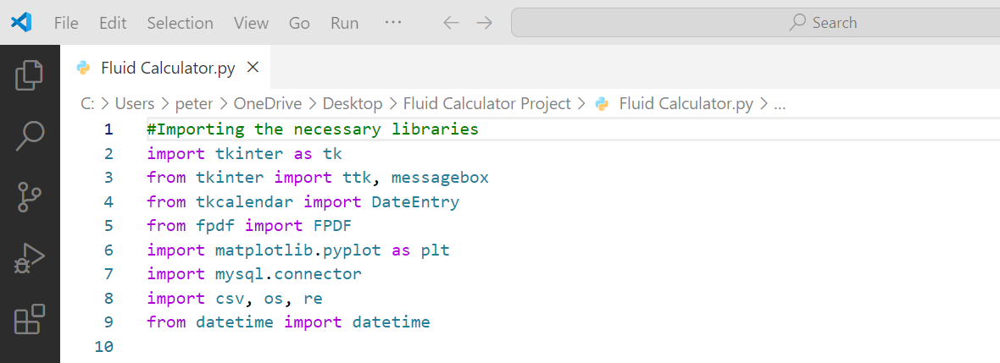 File Edit Selection View Go Run ··· ← → Search
Fluid Calculator.py ×
C: > Users > peter > OneDrive > Desktop > Fluid Calculator Project > Fluid Calculator.py > ...
1 #Importing the necessary libraries
2 import tkinter as tk
3 from tkinter import ttk, messagebox
4 from tkcalendar import DateEntry
5 from fpdf import FPDF
6 import matplotlib.pyplot as plt
7 import mysql.connector
8 import csv, os, re
9 from datetime import datetime
10